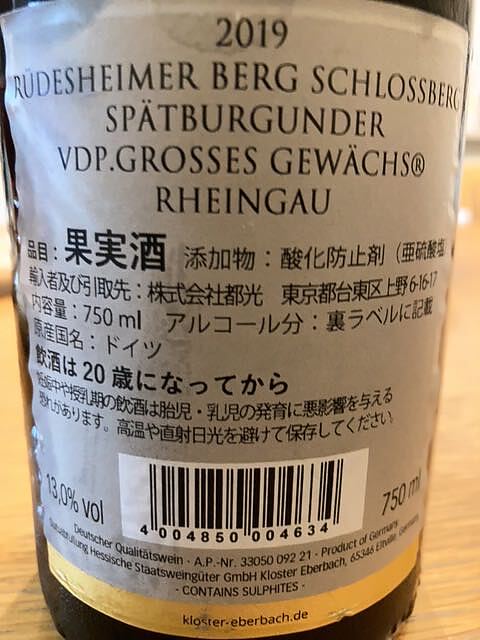 2019
RÜDESHEIMER BERG SCHLOSSBERG
SPÄTBURGUNDER
VDP.GROSSES GEWÄCHS®
RHEINGAU
品目：果実酒 添加物：酸化防止剤（亜硫酸塩
輸入者及び引取先：株式会社都光 東京都台東区上野6-16-17
内容量：750 ml アルコール分：裏ラベルに記載
原産国名：ドイツ
飲酒は20歳になってから
妊娠中や授乳期の飲酒は胎児・乳児の発育に悪影響を与える
恐れがあります。高温や直射日光を避けて保存してください。
13,0% vol
750 ml
4 004850 004634
Deutscher Qualitätswein · A.P.-Nr. 33050 092 21 · Product of Germany
Gutsabfüllung Hessische Staatsweingüter GmbH Kloster Eberbach, 65346 Eltville, Germany
- CONTAINS SULPHITES -
kloster-eberbach.de